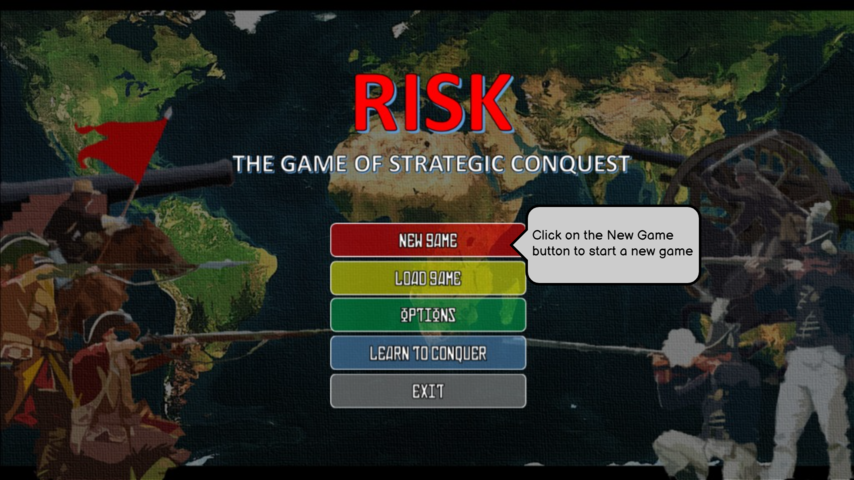 RISK
THE GAME OF STRATEGIC CONQUEST
NEW GAME
Click on the New Game
button to start a new game
LOAD GAME
OPTIONS
LEARN TO CONQUER
EXIT